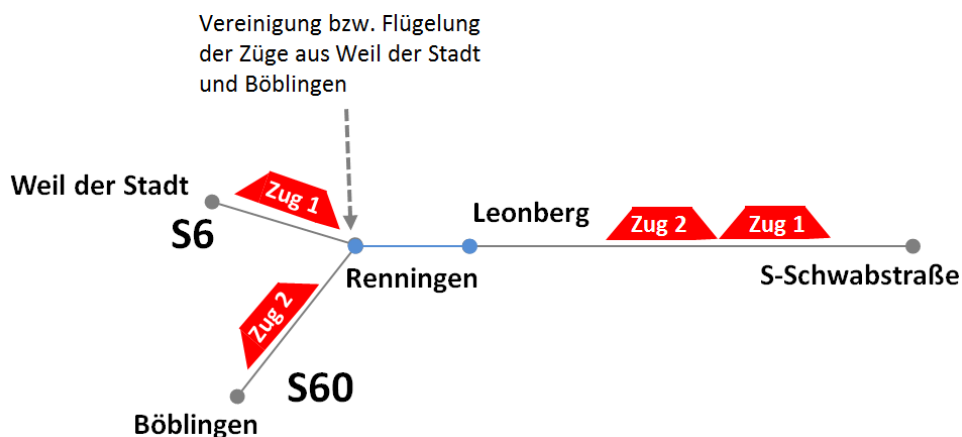 Vereinigung bzw. Flügelung
der Züge aus Weil der Stadt
und Böblingen
Weil der Stadt
Zug 1
S6
Leonberg
Zug 2
Zug 1
Renningen
S-Schwabstraße
Zug 2
S60
Böblingen